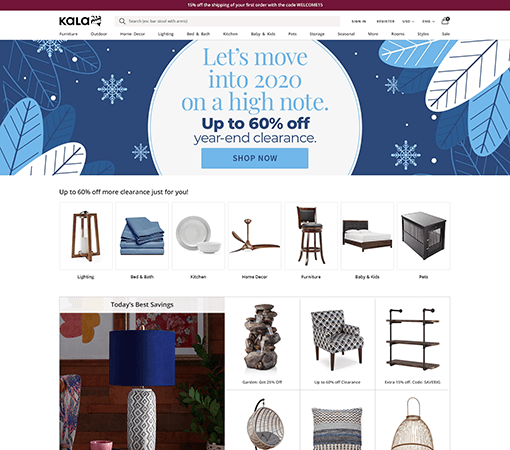 15% off the shipping of your first order with the code WELCOME15
KALA
Search (ex: bar stool with arms)
SIGN IN
REGISTER
USD
ENG
Furniture
Outdoor
Home Decor
Lighting
Bed & Bath
Kitchen
Baby & Kids
Pets
Storage
Seasonal
More
Rooms
Styles
Sale
Let's move
into 2020
on a high note.
Up to 60% off
year-end clearance.
SHOP NOW
Up to 60% off more clearance just for you!
Lighting
Bed & Bath
Kitchen
Home Decor
Furniture
Baby & Kids
Pets
Today's Best Savings
Garden: Get 25% Off
Up to 60% off Clearance
Extra 15% off. Code: SAVEBIG